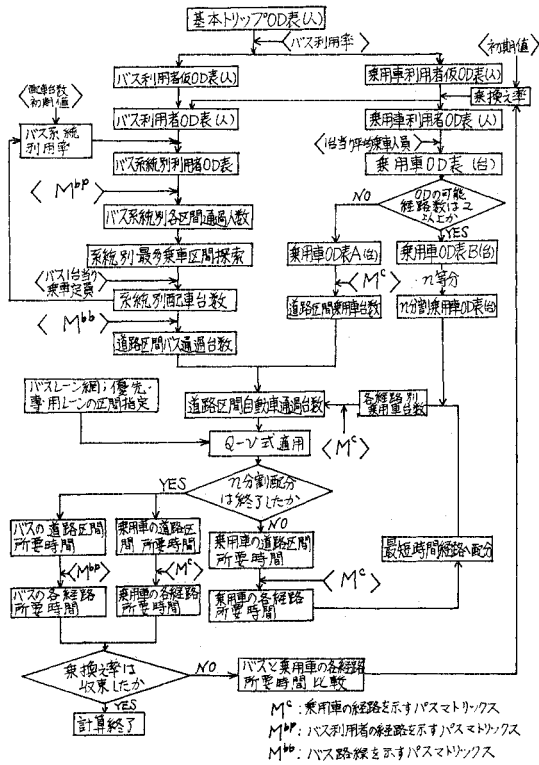 基本トリップOD表(人)
バス利用率
〈初期値〉
バス利用者仮OD表(人)
乗用車利用者仮OD表(人)
配車台数
初期値
乗換え率
バス利用者OD表(人)
乗用車利用者OD表(人)
バス系統
利用率
1台当り平均乗車人員
バス系統別利用者OD表
乗用車OD表(台)
〈M^bp〉
NO
ODの可能
経路数は2
以上か
YES
バス系統別各区間通過人数
系統別最多乗車区間探索
乗用車OD表A(台)
乗用車OD表B(台)
バス1台当り
乗車定員
〈M^c〉
n等分
系統別配車台数
道路区間乗用車台数
n分割乗用車OD表(台)
〈M^bb〉
道路区間バス通過台数
バスレーン網;優先,
専用レーンの区間指定
道路区間自動車通過台数
各経路別
乗用車台数
〈M^c〉
Q-V式適用
YES
n分割配分
は終了したか
NO
バスの道路区間
所要時間
乗用車の道路区
間所要時間
乗用車の道路区間
所要時間
最短時間経路へ配分
〈M^bp〉
〈M^c〉
〈M^c〉
バスの各経路
所要時間
乗用車の各経路
所要時間
乗用車の各経路
所要時間
乗換え率は
収束したか
NO
バスと乗用車の各経路
所要時間比較
YES
計算終了
M^c:乗用車の経路を示すパスマトリックス
M^bp:バス利用者の経路を示すパスマトリックス
M^bb:バス路線を示すパスマトリックス